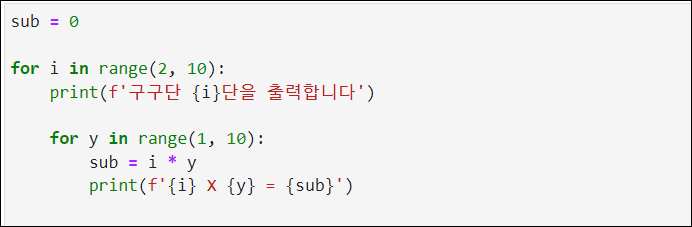 sub = 0
for i in range(2, 10):
print(f'구구단 {i}단을 출력합니다')
for y in range(1, 10):
sub = i * y
print(f'{i} X {y} = {sub}')